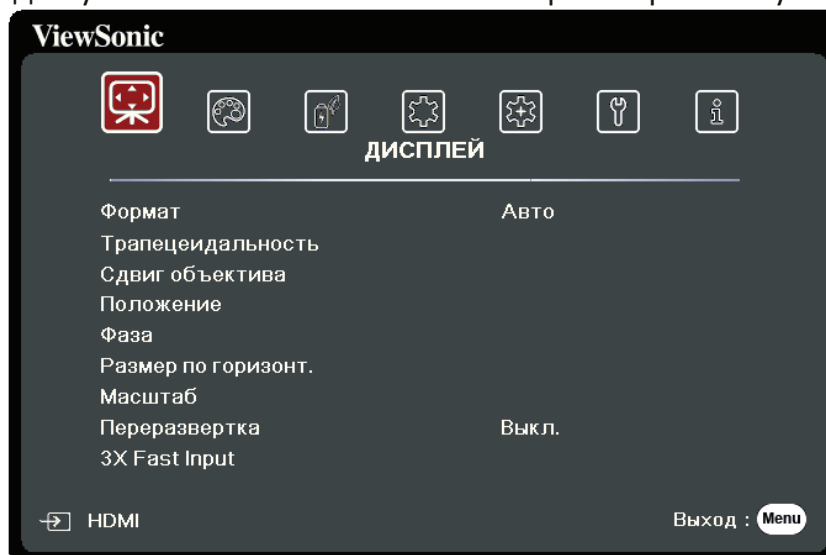 ViewSonic
ДИСПЛЕЙ
Формат Авто
Трапецеидальность
Сдвиг объектива
Положение
Фаза
Размер по горизонт.
Масштаб
Переразвертка Выкл.
3X Fast Input
HDMI Выход : Menu